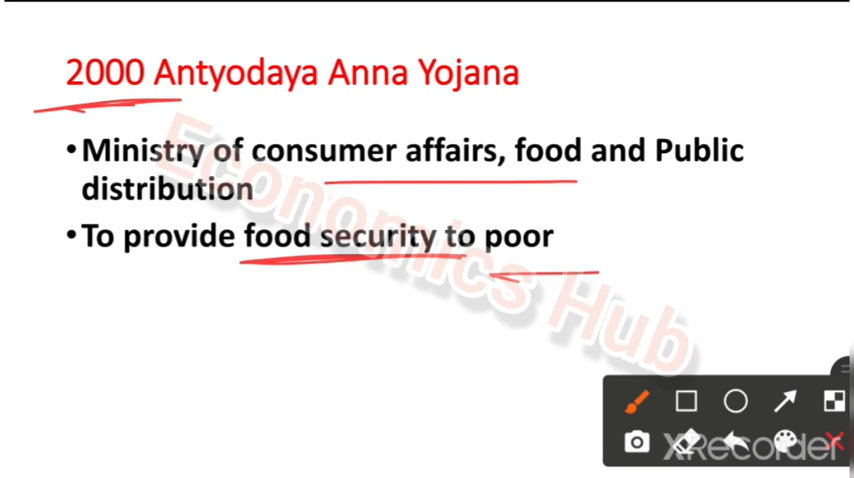 2000 Antyodaya Anna Yojana
•Ministry of consumer affairs, food and Public
distribution
•To provide food security to poor
Economics Hub
XRecorder